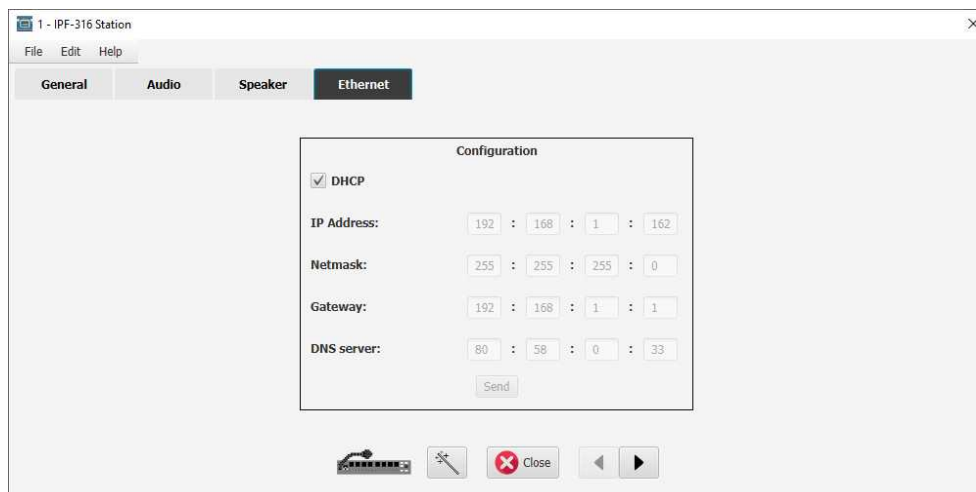 1 - IPF-316 Station
File Edit Help
General Audio Speaker Ethernet
Configuration
DHCP
IP Address: 192 : 168 : 1 : 162
Netmask: 255 : 255 : 255 : 0
Gateway: 192 : 168 : 1 : 1
DNS server: 80 : 58 : 0 : 33
Send
Close